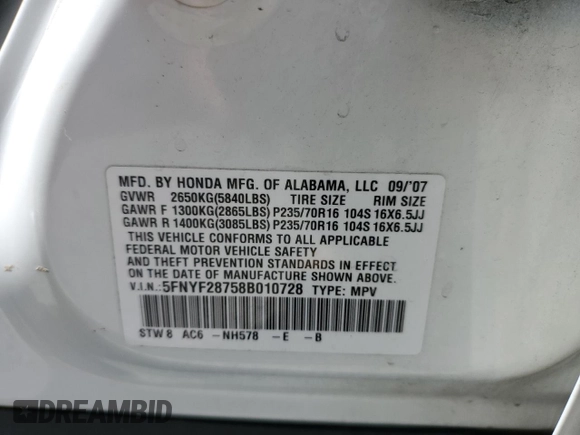 MFD. BY HONDA MFG. OF ALABAMA, LLC 09/'07
GVWR 2650KG(5840LBS) TIRE SIZE RIM SIZE
GAWR F 1300KG(2865LBS) P235/70R16 104S 16X6.5JJ
GAWR R 1400KG(3085LBS) P235/70R16 104S 16X6.5JJ
THIS VEHICLE CONFORMS TO ALL APPLICABLE
FEDERAL MOTOR VEHICLE SAFETY
AND THEFT PREVENTION STANDARDS IN EFFECT
ON THE DATE OF MANUFACTURE SHOWN ABOVE.
V.I.N.: 5FNYF28758B010728 TYPE: MPV
STW 8 AC6 -NH578 -E -B
DREAMBID